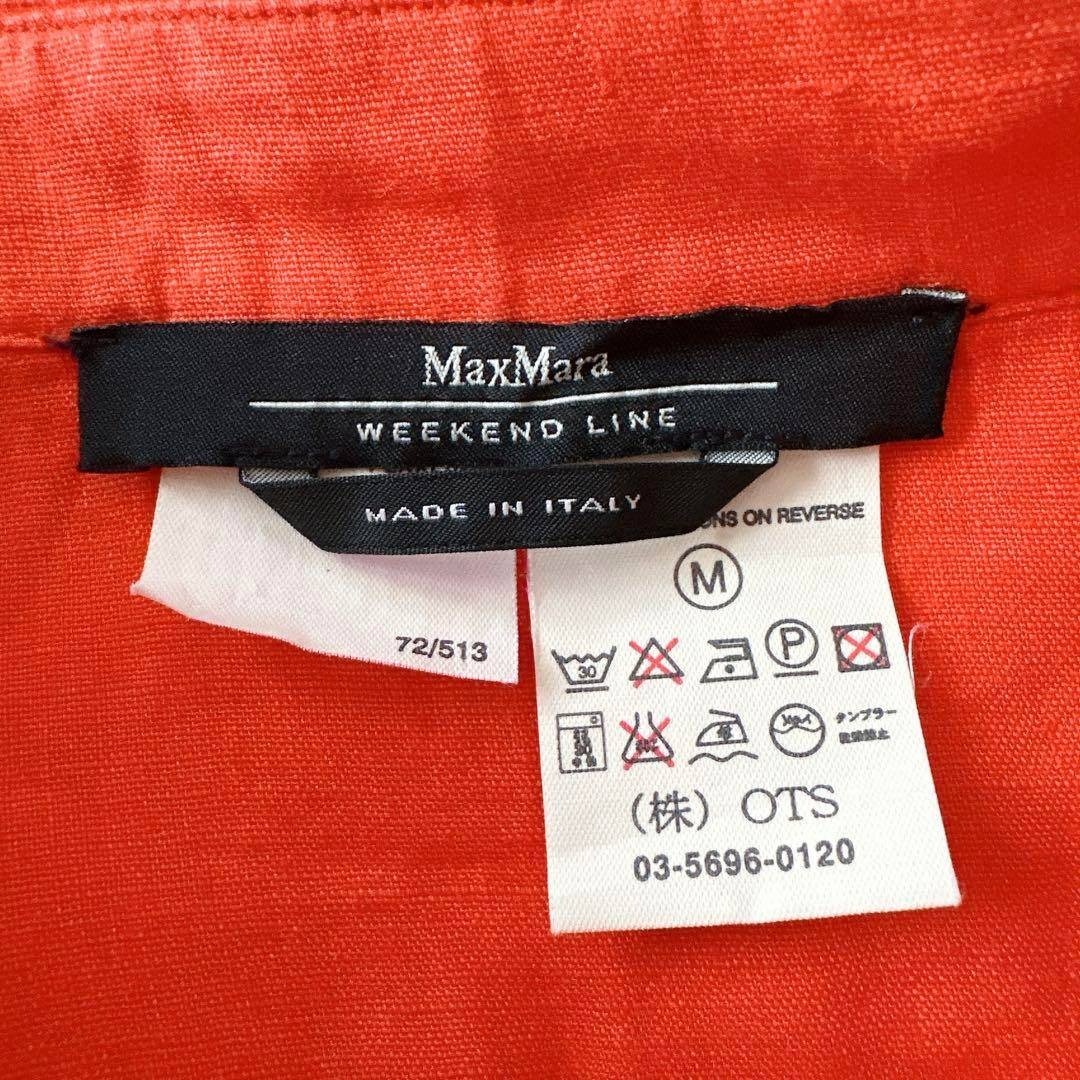 MaxMara
WEEKEND LINE
MADE IN ITALY
ONS ON REVERSE
M
72/513
30
P
タンブラー
乾燥禁止
(株) OTS
03-5696-0120